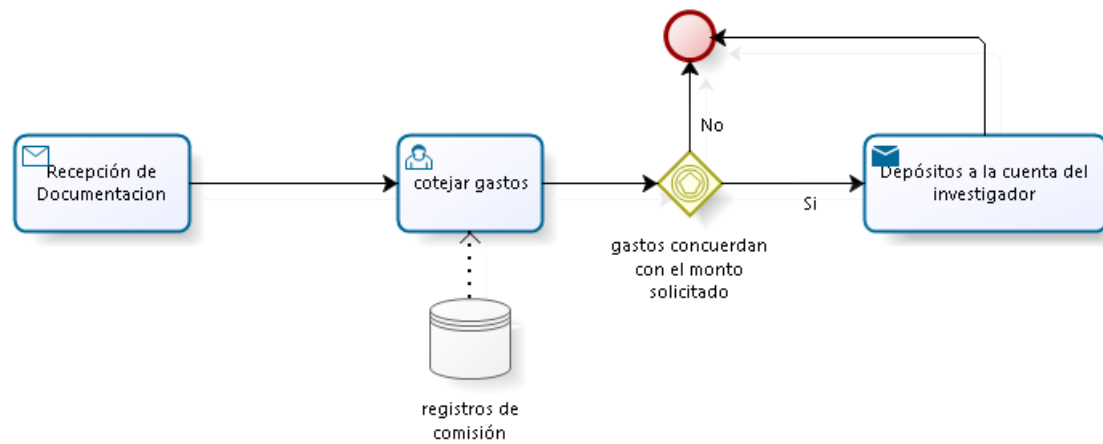 Recepción de
Documentacion
cotejar gastos
No
Si
Depósitos a la cuenta del
investigador
gastos concuerdan
con el monto
solicitado
registros de
comisión